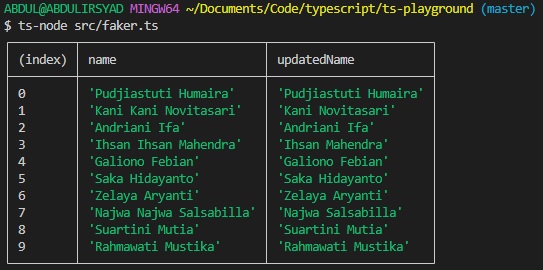 ABDUL@ABDULIRSYAD MINGW64 ~/Documents/Code/typescript/ts-playground (master)
$ ts-node src/faker.ts
(index) name updatedName
0 'Pudjiastuti Humaira' 'Pudjiastuti Humaira'
1 'Kani Kani Novitasari' 'Kani Novitasari'
2 'Andriani Ifa' 'Andriani Ifa'
3 'Ihsan Ihsan Mahendra' 'Ihsan Mahendra'
4 'Galiono Febian' 'Galiono Febian'
5 'Saka Hidayanto' 'Saka Hidayanto'
6 'Zelaya Aryanti' 'Zelaya Aryanti'
7 'Najwa Najwa Salsabilla' 'Najwa Salsabilla'
8 'Suartini Mutia' 'Suartini Mutia'
9 'Rahmawati Mustika' 'Rahmawati Mustika'